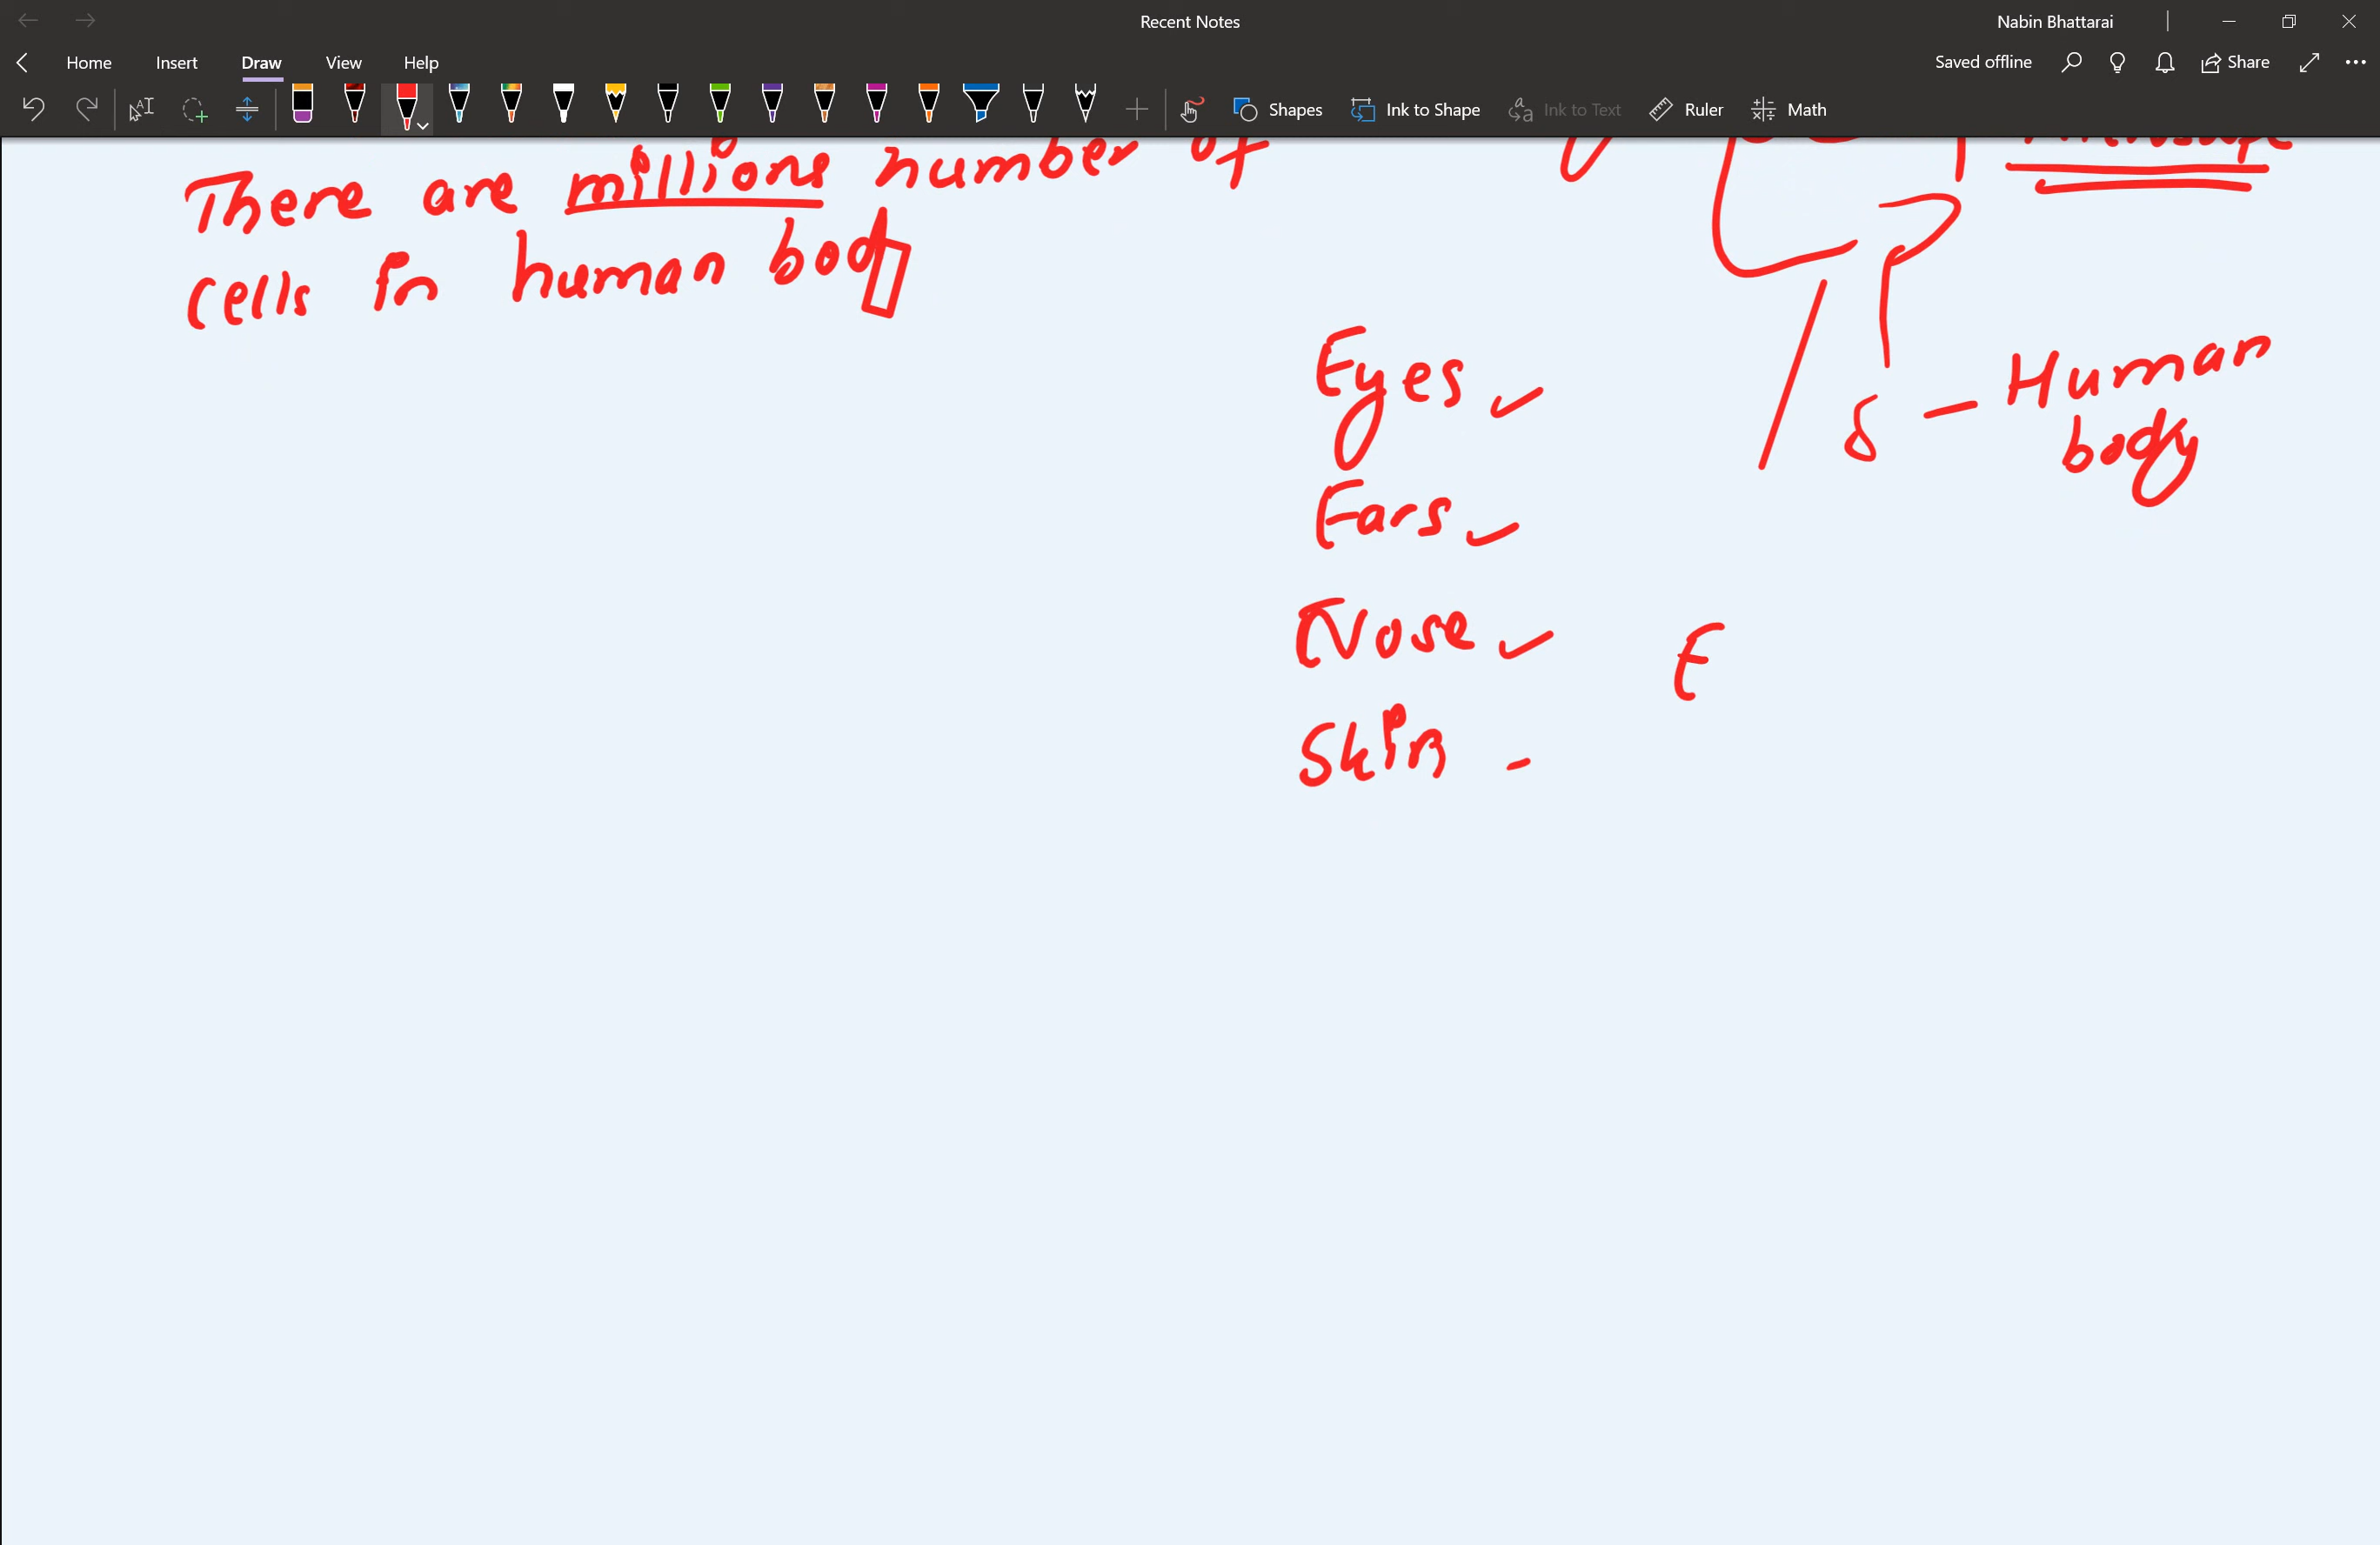 Recent Notes
Nabin Bhattarai
Home Insert Draw View Help
Saved offline
Share
Shapes
Ink to Shape
Ink to Text
Ruler
Math
There are millions number of
cells in human body
Eyes ✓
Ears ✓
Nose ✓
Skin -
E
8 - Human
body